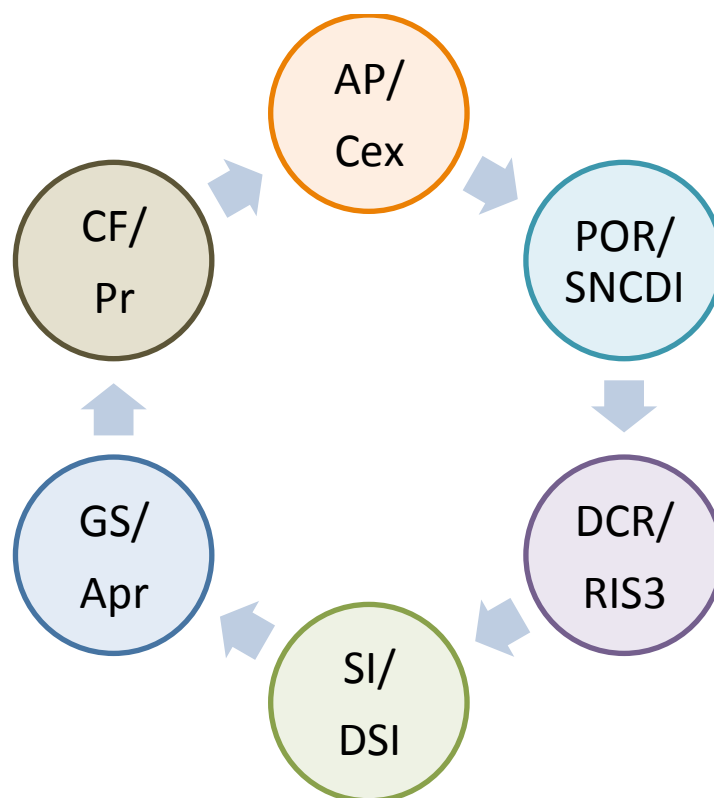 AP/
Cex
POR/
SNCDI
DCR/
RIS3
SI/
DSI
GS/
Apr
CF/
Pr